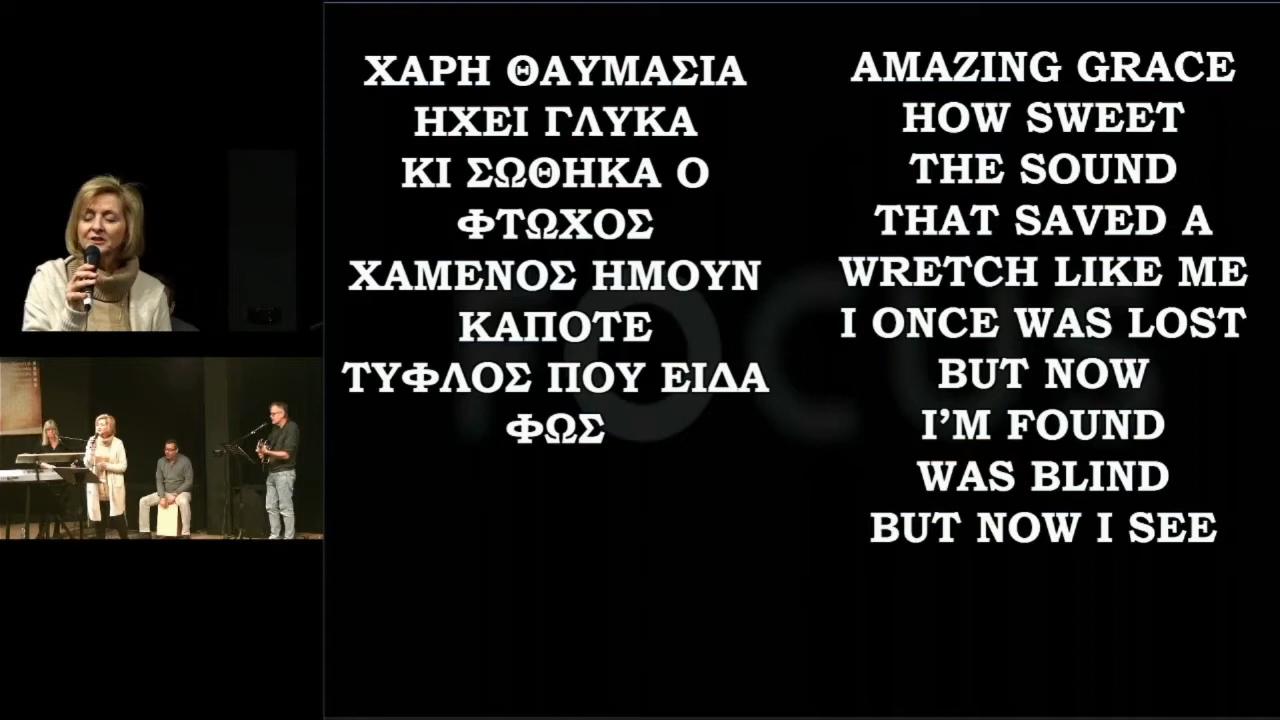 ΧΑΡΗ ΘΑΥΜΑΣΙΑ
ΗΧΕΙ ΓΛΥΚΑ
ΚΙ ΣΩΘΗΚΑ Ο
ΦΤΩΧΟΣ
ΧΑΜΕΝΟΣ ΗΜΟΥΝ
ΚΑΠΟΤΕ
ΤΥΦΛΟΣ ΠΟΥ ΕΙΔΑ
ΦΩΣ
AMAZING GRACE
HOW SWEET
THE SOUND
THAT SAVED A
WRETCH LIKE ME
I ONCE WAS LOST
BUT NOW
I’M FOUND
WAS BLIND
BUT NOW I SEE